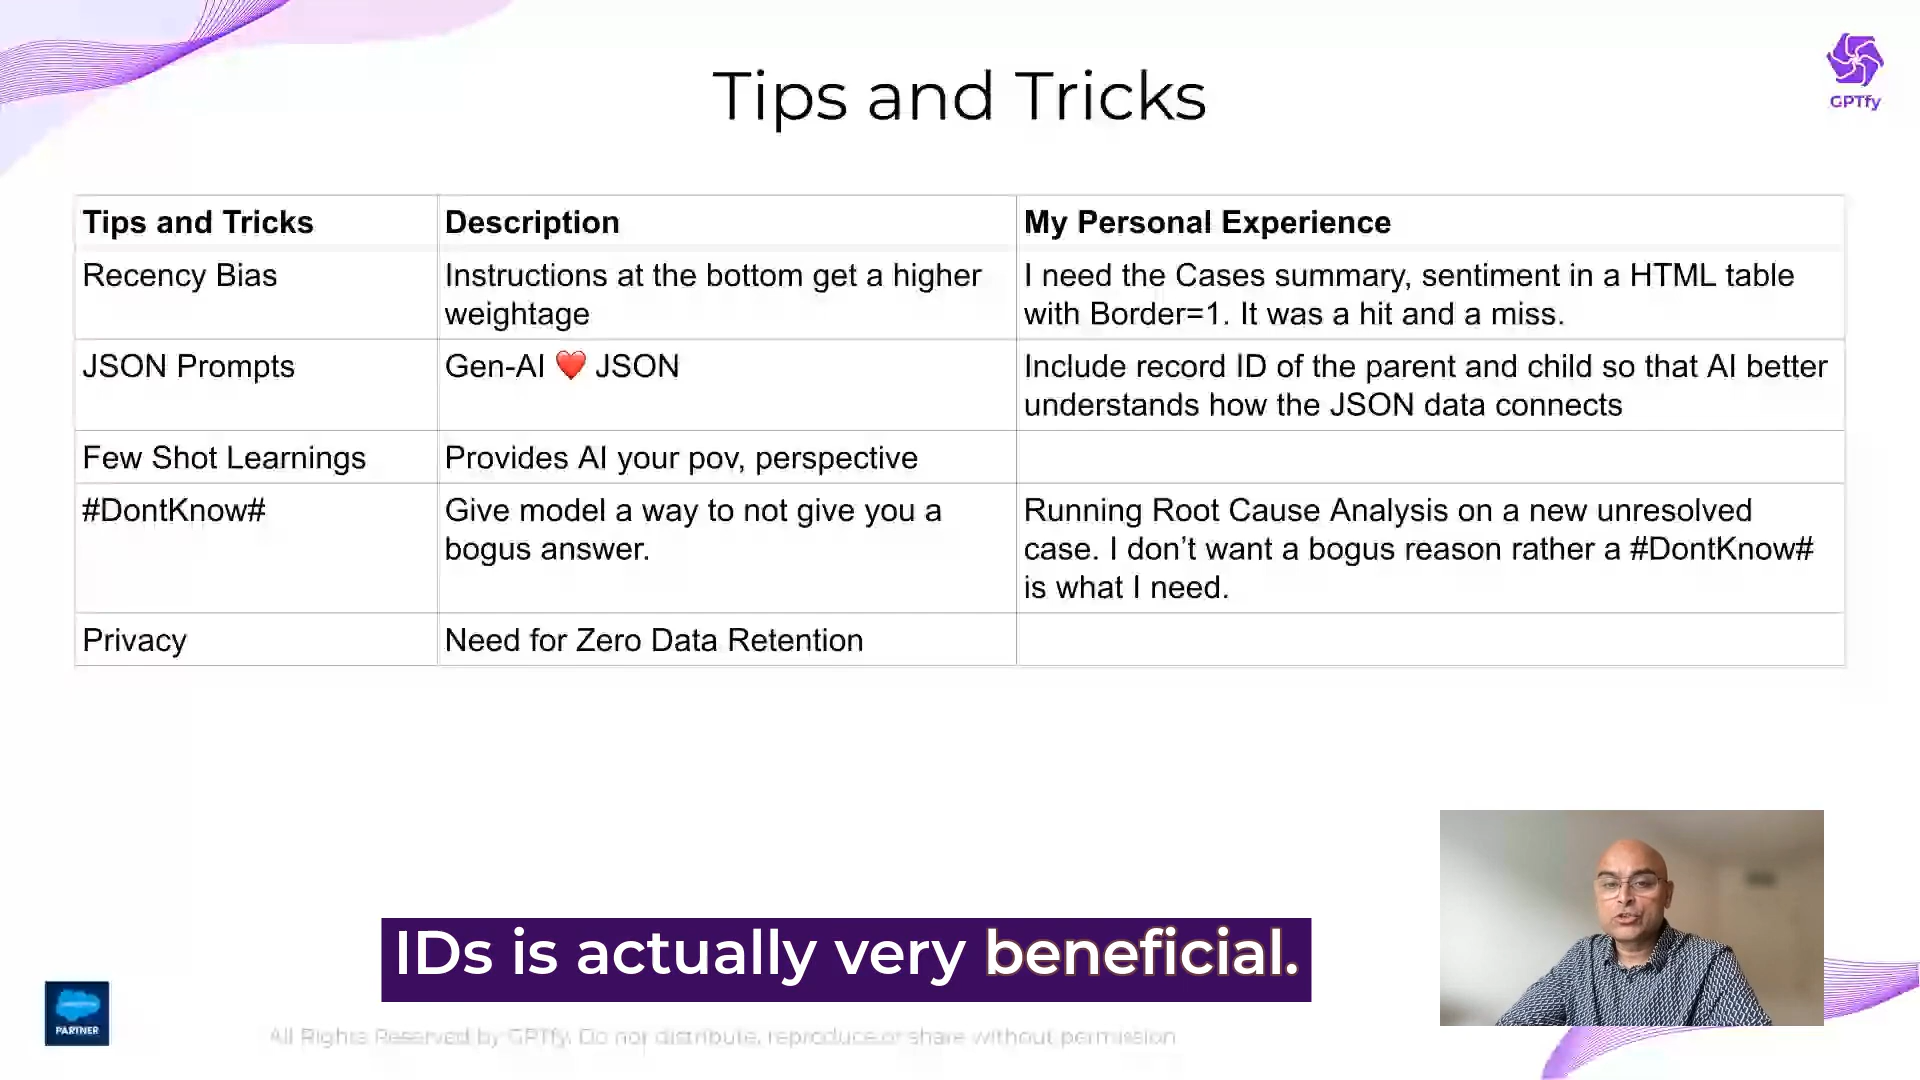 Tips and Tricks
GPTfy
Tips and Tricks
Description
My Personal Experience
Recency Bias
Instructions at the bottom get a higher
weightage
I need the Cases summary, sentiment in a HTML table
with Border=1. It was a hit and a miss.
JSON Prompts
Gen-AI ❤️ JSON
Include record ID of the parent and child so that AI better
understands how the JSON data connects
Few Shot Learnings
Provides AI your pov, perspective
#DontKnow#
Give model a way to not give you a
bogus answer.
Running Root Cause Analysis on a new unresolved
case. I don’t want a bogus reason rather a #DontKnow#
is what I need.
Privacy
Need for Zero Data Retention
IDs is actually very beneficial.
PARTNER
All Rights Reserved by GPTfy. Do not distribute, reproduce or share without permission